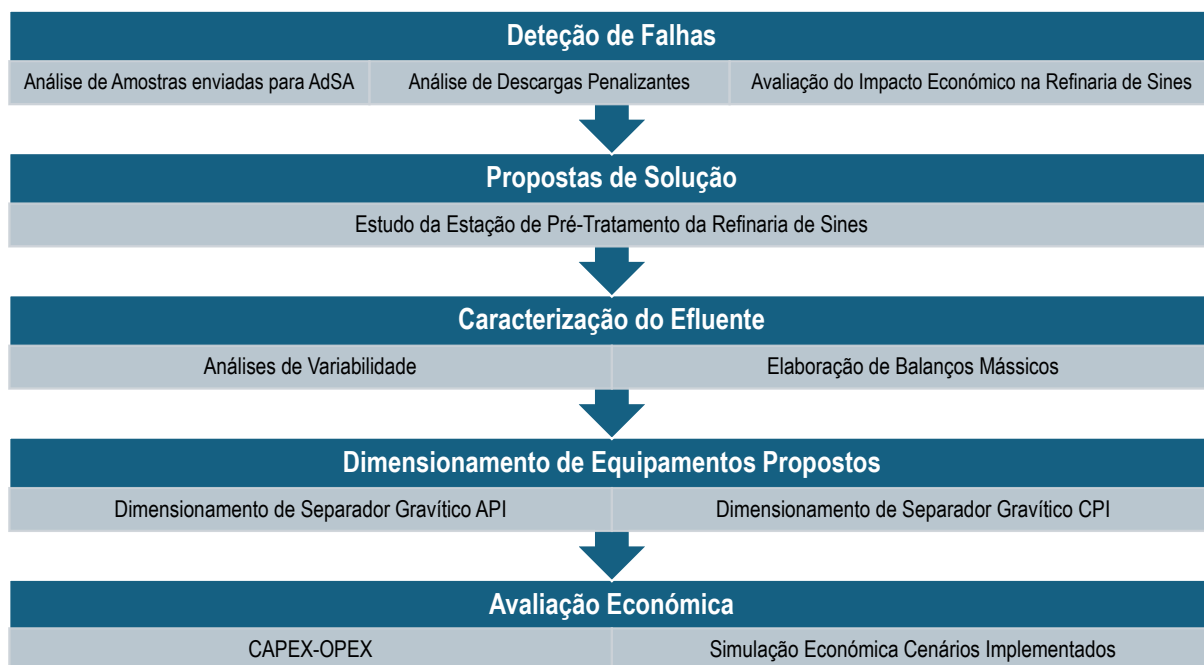 Deteção de Falhas
Análise de Amostras enviadas para AdSA
Análise de Descargas Penalizantes
Avaliação do Impacto Económico na Refinaria de Sines
Propostas de Solução
Estudo da Estação de Pré-Tratamento da Refinaria de Sines
Caracterização do Efluente
Análises de Variabilidade
Elaboração de Balanços Mássicos
Dimensionamento de Equipamentos Propostos
Dimensionamento de Separador Gravítico API
Dimensionamento de Separador Gravítico CPI
Avaliação Económica
CAPEX-OPEX
Simulação Económica Cenários Implementados